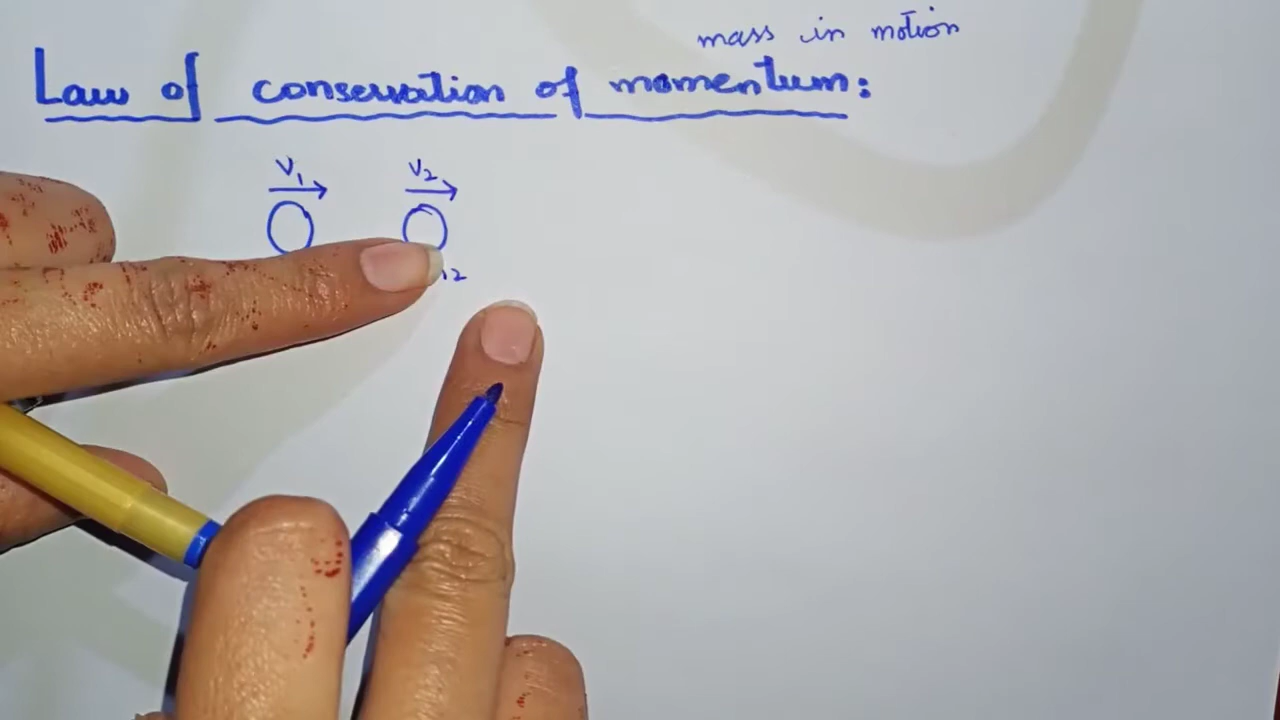 mass in motion
Law of conservation of momentum:
V₁ V₂